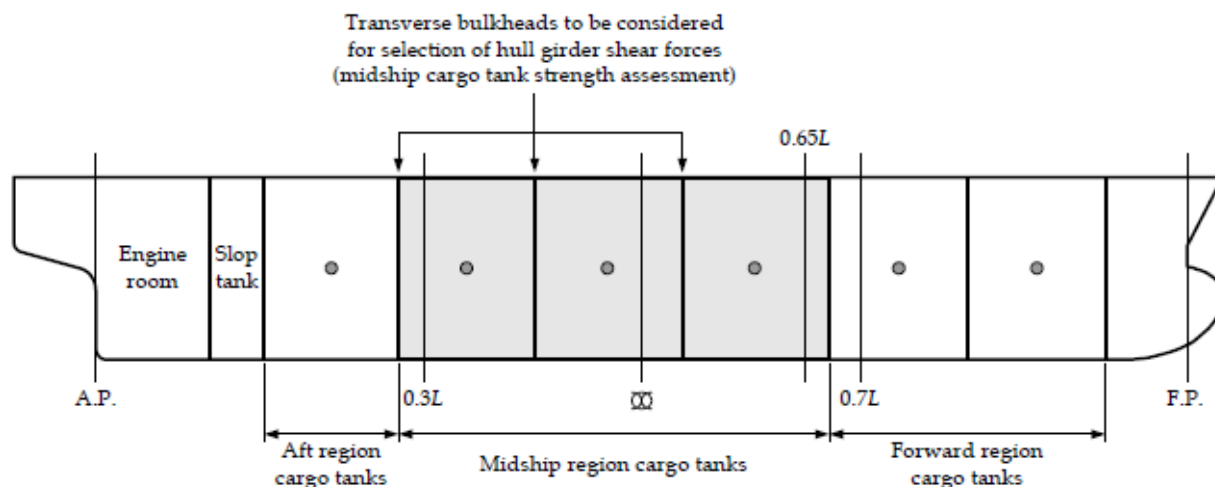 Transverse bulkheads to be considered
for selection of hull girder shear forces
(midship cargo tank strength assessment)
0.65L
Engine
room
Slop
tank
A.P.
0.3L
0.7L
F.P.
Aft region
cargo tanks
Midship region cargo tanks
Forward region
cargo tanks